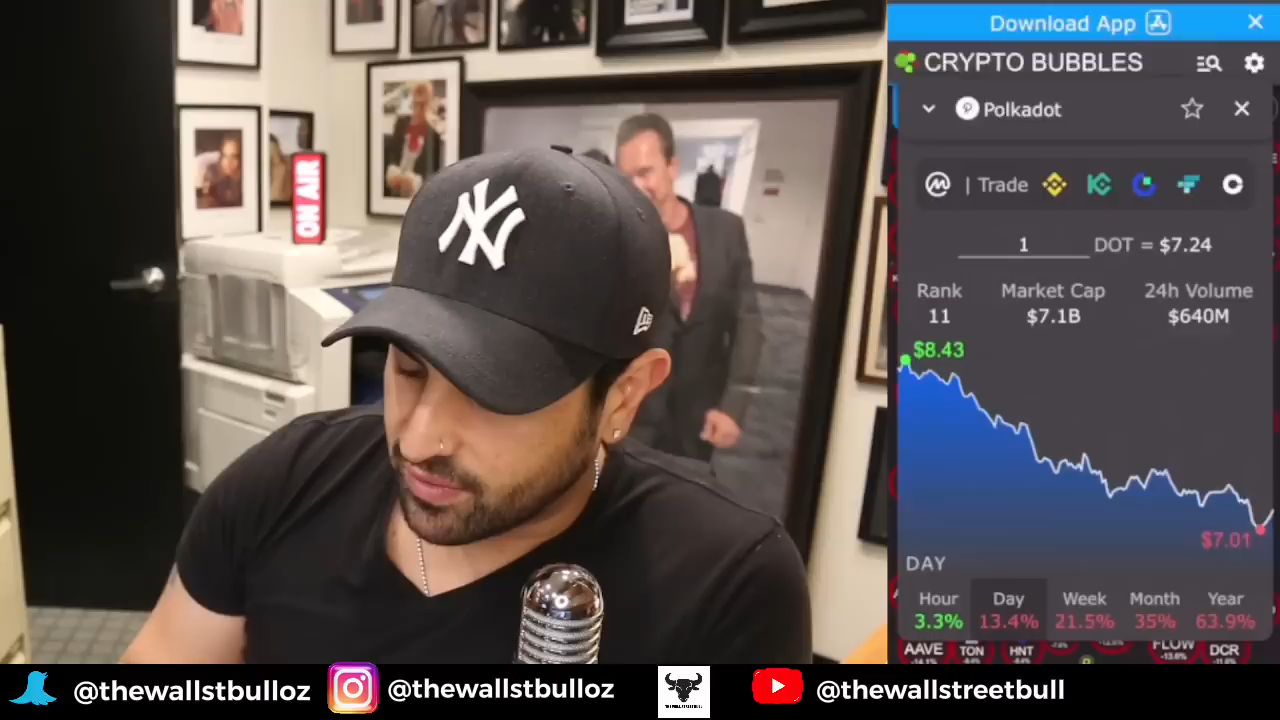 Download App
CRYPTO BUBBLES
Polkadot
| Trade
1 DOT = $7.24
Rank Market Cap 24h Volume
11 $7.1B $640M
$8.43
$7.01
DAY
Hour Day Week Month Year
3.3% 13.4% 21.5% 35% 63.9%
AAVE TON HNT FLOW DCR
-13.8%
ON AIR
NY
@thewallstbulloz @thewallstbulloz @thewallstreetbull